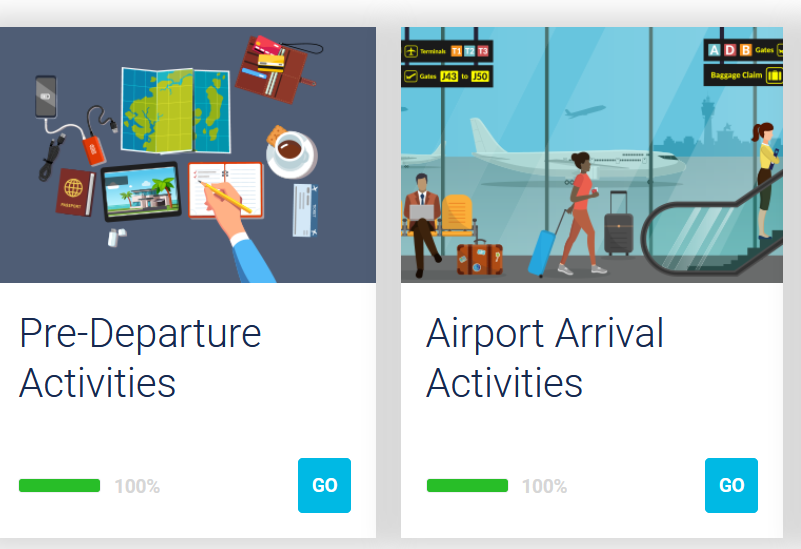 PASSPORT
Terminals T1 T2 T3
Gates J43 to J50
A D B Gates
Baggage Claim
Pre-Departure
Activities
100%
GO
Airport Arrival
Activities
100%
GO